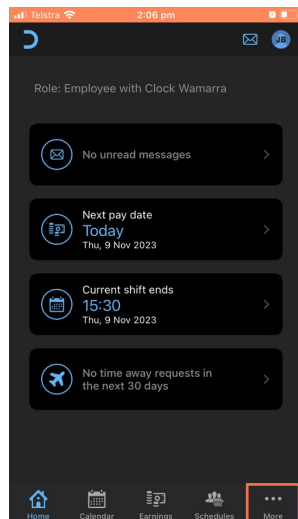 Telstra
2:06 pm
JB
Role: Employee with Clock Wamarra
No unread messages
Next pay date
Today
Thu, 9 Nov 2023
Current shift ends
15:30
Thu, 9 Nov 2023
No time away requests in
the next 30 days
Home Calendar Earnings Schedules More